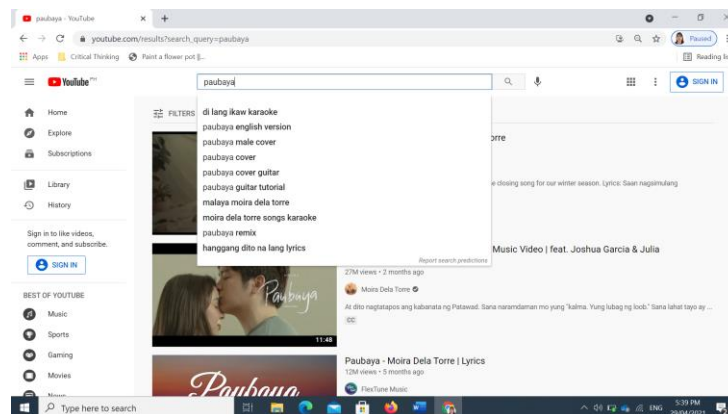 paubaya - YouTube
youtube.com/results?search_query=paubaya
Paused
Apps
Critical Thinking
Paint a flower pot ||...
Reading lis
YouTube PH
paubaya
SIGN IN
Home
Explore
Subscriptions
Library
History
Sign in to like videos,
comment, and subscribe.
SIGN IN
BEST OF YOUTUBE
Music
Sports
Gaming
Movies
News
FILTERS
di lang ikaw karaoke
paubaya english version
paubaya male cover
paubaya cover
paubaya cover guitar
paubaya guitar tutorial
malaya moira dela torre
moira dela torre songs karaoke
paubaya remix
hanggang dito na lang lyrics
Report search predictions
orre
e closing song for our winter season. Lyrics: Saan nagsimulang
Paubaya
11:48
Music Video | feat. Joshua Garcia & Julia
27M views • 2 months ago
Moira Dela Torre
At dito nagtatapos ang kabanata ng Patawad. Sana naramdaman mo yung "kalma. Yung lubag ng loob." Sana lahat tayo ay ...
CC
Paubaya
Paubaya - Moira Dela Torre | Lyrics
12M views • 5 months ago
FlexTune Music
Type here to search
ENG
5:39 PM
29/04/2021